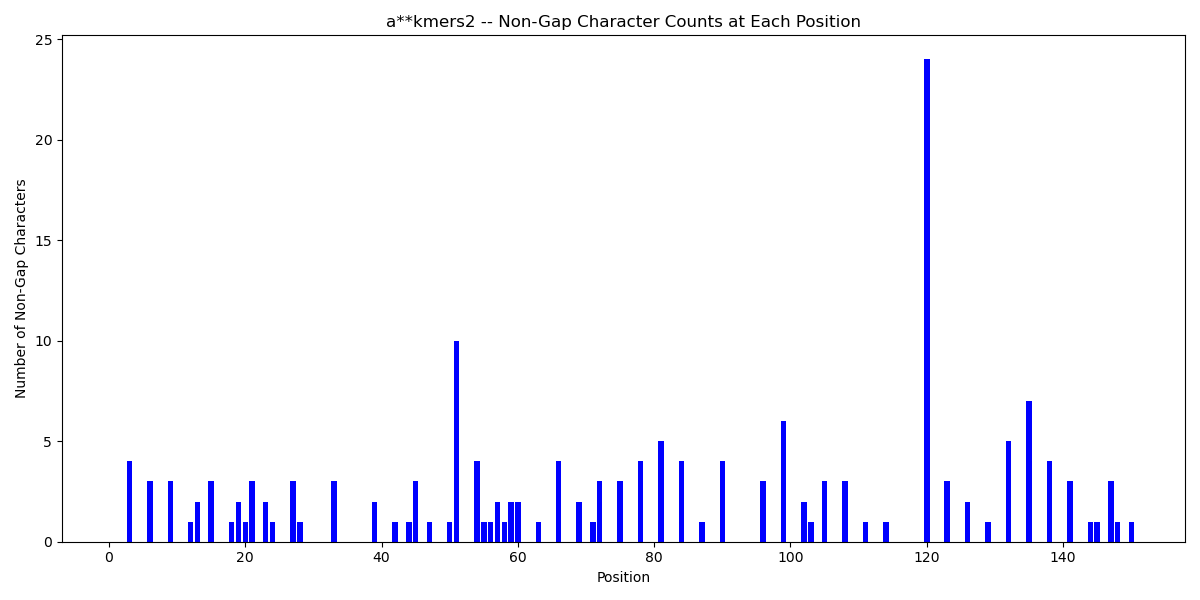 a**kmers2 -- Non-Gap Character Counts at Each Position
Number of Non-Gap Characters
25
20
15
10
5
0
0 20 40 60 80 100 120 140
Position